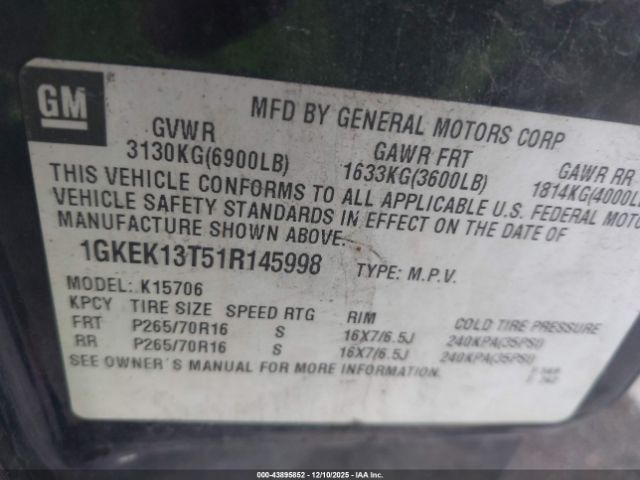 GM
MFD BY GENERAL MOTORS CORP
GVWR GAWR FRT GAWR RR
3130KG(6900LB) 1633KG(3600LB) 1814KG(4000LB
THIS VEHICLE CONFORMS TO ALL APPLICABLE U.S. FEDERAL MOTO
VEHICLE SAFETY STANDARDS IN EFFECT ON THE DATE OF
MANUFACTURE SHOWN ABOVE.
1GKEK13T51R145998 TYPE: M.P.V.
MODEL: K15706
KPCY TIRE SIZE SPEED RTG RIM COLD TIRE PRESSURE
FRT P265/70R16 S 16X7/6.5J 240KPA(35PSI)
RR P265/70R16 S 16X7/6.5J 240KPA(35PSI)
SEE OWNER'S MANUAL FOR MORE INFORMATION.
000-43895852 - 12/10/2025 - IAA Inc.